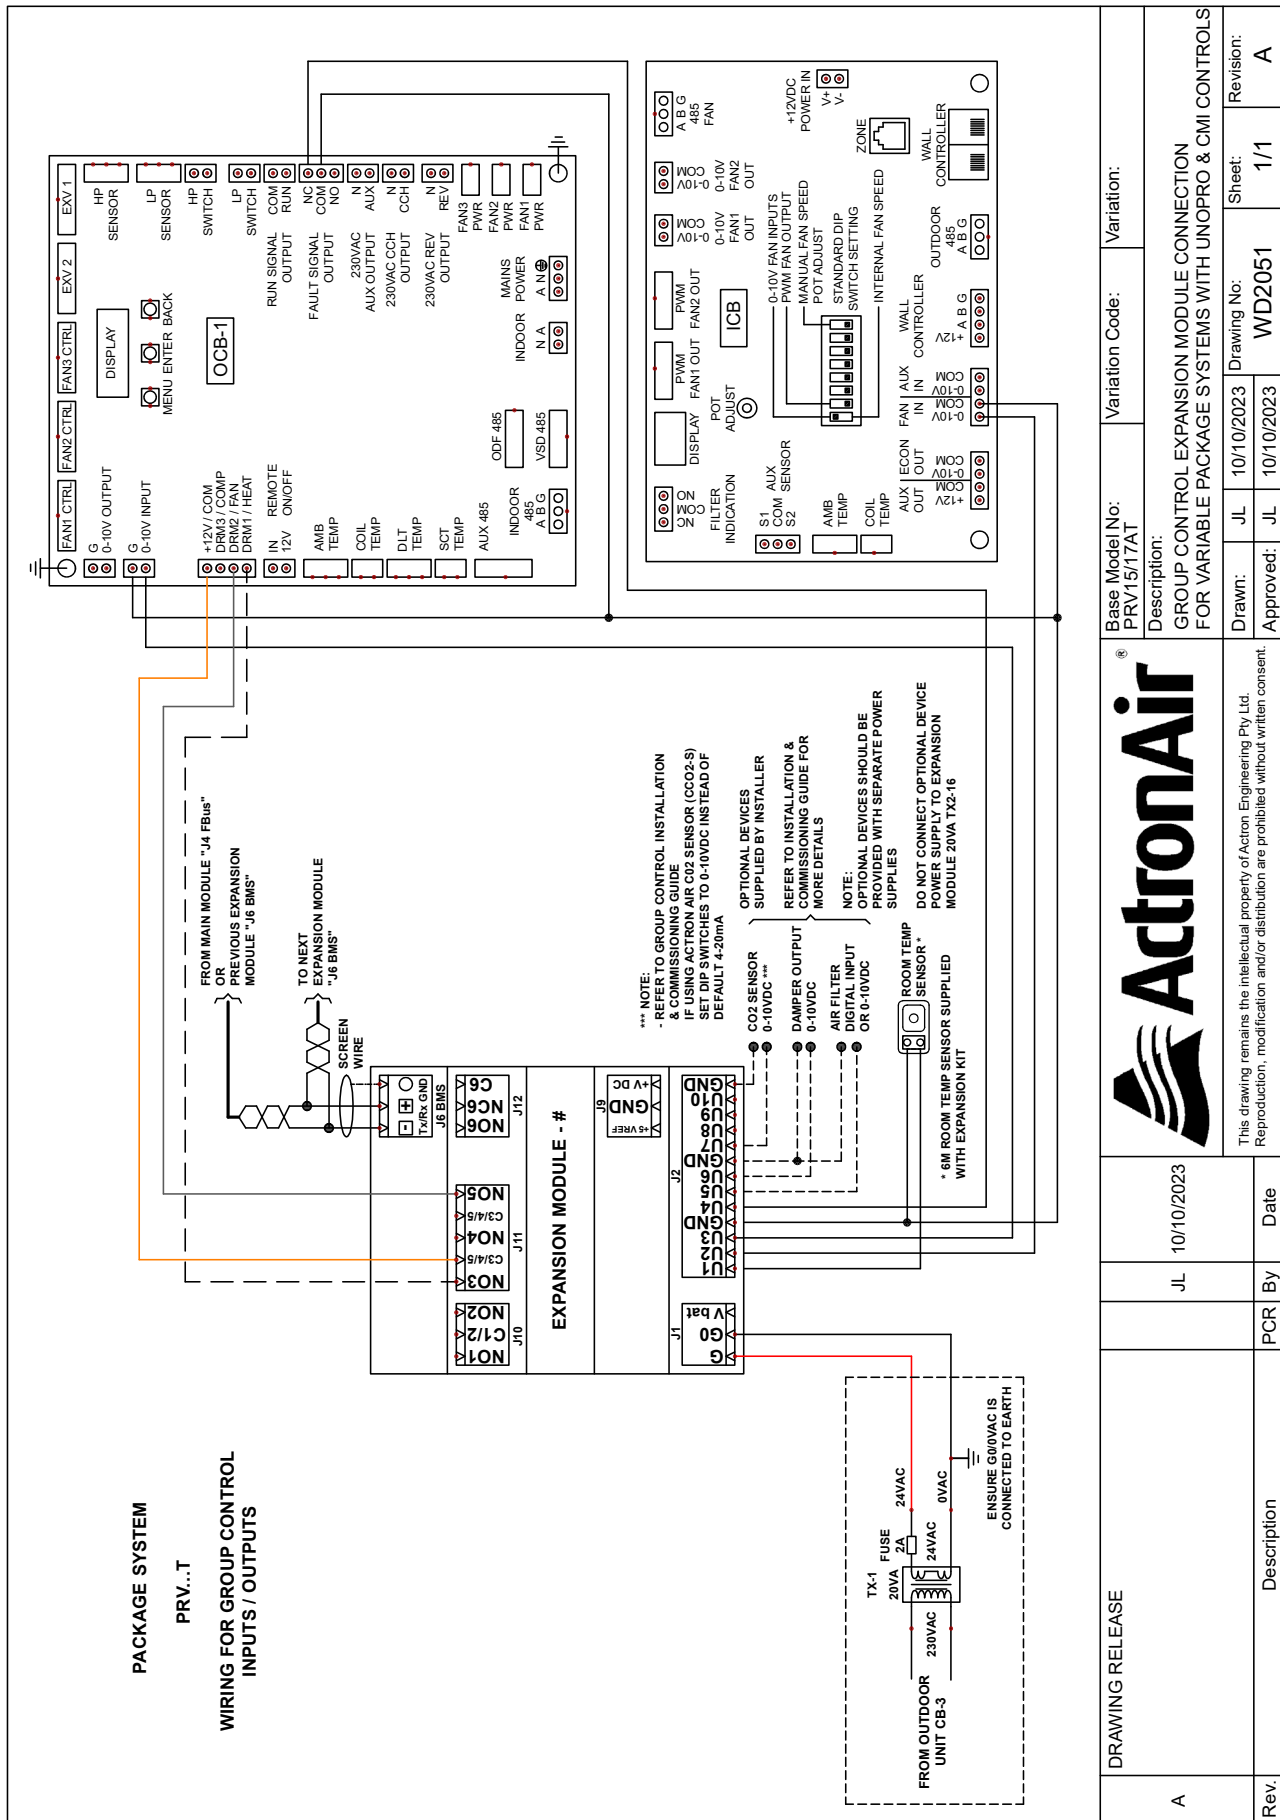 PACKAGE SYSTEM
PRV...T
WIRING FOR GROUP CONTROL
INPUTS / OUTPUTS
FROM OUTDOOR
UNIT CB-3
230VAC
TX-1
20VA
FUSE
2A
24VAC
24VAC
0VAC
ENSURE G0/0VAC IS
CONNECTED TO EARTH
EXPANSION MODULE - #
NO1
C1/2
NO2
J10
NO3
C3/4/5
NO4
C3/4/5
NO5
J11
NO6
NC6
C6
J12
Tx/Rx GND
J6 BMS
J9
+5 VREF
GND
+V DC
J1
G
G0
V bat
J2
U1
U2
U3
GND
U4
U5
U6
GND
U7
U8
U9
U10
GND
FROM MAIN MODULE "J4 FBus"
OR
PREVIOUS EXPANSION
MODULE "J6 BMS"
TO NEXT
EXPANSION MODULE
"J6 BMS"
SCREEN
WIRE
*** NOTE:
- REFER TO GROUP CONTROL INSTALLATION
& COMMISSIONING GUIDE
IF USING ACTRON AIR C02 SENSOR (CCO2-S)
SET DIP SWITCHES TO 0-10VDC INSTEAD OF
DEFAULT 4-20mA
CO2 SENSOR
0-10VDC ***
DAMPER OUTPUT
0-10VDC
AIR FILTER
DIGITAL INPUT
OR 0-10VDC
ROOM TEMP
SENSOR *
* 6M ROOM TEMP SENSOR SUPPLIED
WITH EXPANSION KIT
OPTIONAL DEVICES
SUPPLIED BY INSTALLER
REFER TO INSTALLATION &
COMMISSIONING GUIDE FOR
MORE DETAILS
NOTE:
OPTIONAL DEVICES SHOULD BE
PROVIDED WITH SEPARATE POWER
SUPPLIES
DO NOT CONNECT OPTIONAL DEVICE
POWER SUPPLY TO EXPANSION
MODULE 20VA TX2-16
FAN1 CTRL
FAN2 CTRL
FAN3 CTRL
EXV 2
EXV 1
G
0-10V OUTPUT
G
0-10V INPUT
+12V / COM
DRM3 / COMP
DRM2 / FAN
DRM1 / HEAT
IN REMOTE
12V ON/OFF
AMB
TEMP
COIL
TEMP
DLT
TEMP
SCT
TEMP
AUX 485
INDOOR
485
A B G
ODF 485
VSD 485
DISPLAY
MENU ENTER BACK
OCB-1
HP
SENSOR
LP
SENSOR
HP
SWITCH
LP
SWITCH
RUN SIGNAL COM
OUTPUT RUN
FAULT SIGNAL
OUTPUT
NC
COM
NO
230VAC N
AUX OUTPUT AUX
230VAC CCH N
OUTPUT CCH
230VAC REV N
OUTPUT REV
FAN3
PWR
FAN2
PWR
FAN1
PWR
INDOOR
N A
MAINS
POWER
A N
NC
COM
NO
FILTER
INDICATION
DISPLAY
PWM
FAN1 OUT
PWM
FAN2 OUT
0-10V
COM
0-10V
FAN1
OUT
0-10V
COM
0-10V
FAN2
OUT
A B G
485
FAN
S1
COM
S2
AUX
SENSOR
AMB
TEMP
COIL
TEMP
POT
ADJUST
ICB
0-10V FAN INPUTS
PWM FAN OUTPUT
MANUAL FAN SPEED
POT ADJUST
STANDARD DIP
SWITCH SETTING
INTERNAL FAN SPEED
+12VDC
POWER IN
V+
V-
ZONE
WALL
CONTROLLER
AUX
OUT
ECON
OUT
+12V
COM
0-10V
COM
FAN
IN
AUX
IN
0-10V
COM
0-10V
COM
WALL
CONTROLLER
+12V A B G
OUTDOOR
485
A B G
A
DRAWING RELEASE
JL
10/10/2023
Rev.
Description
PCR
By
Date
ActronAir
®
This drawing remains the intellectual property of Actron Engineering Pty Ltd.
Reproduction, modification and/or distribution are prohibited without written consent.
Base Model No:
PRV15/17AT
Variation Code:
Variation:
Description:
GROUP CONTROL EXPANSION MODULE CONNECTION
FOR VARIABLE PACKAGE SYSTEMS WITH UNOPRO & CMI CONTROLS
Drawn:
JL
10/10/2023
Approved:
JL
10/10/2023
Drawing No:
WD2051
Sheet:
1/1
Revision:
A